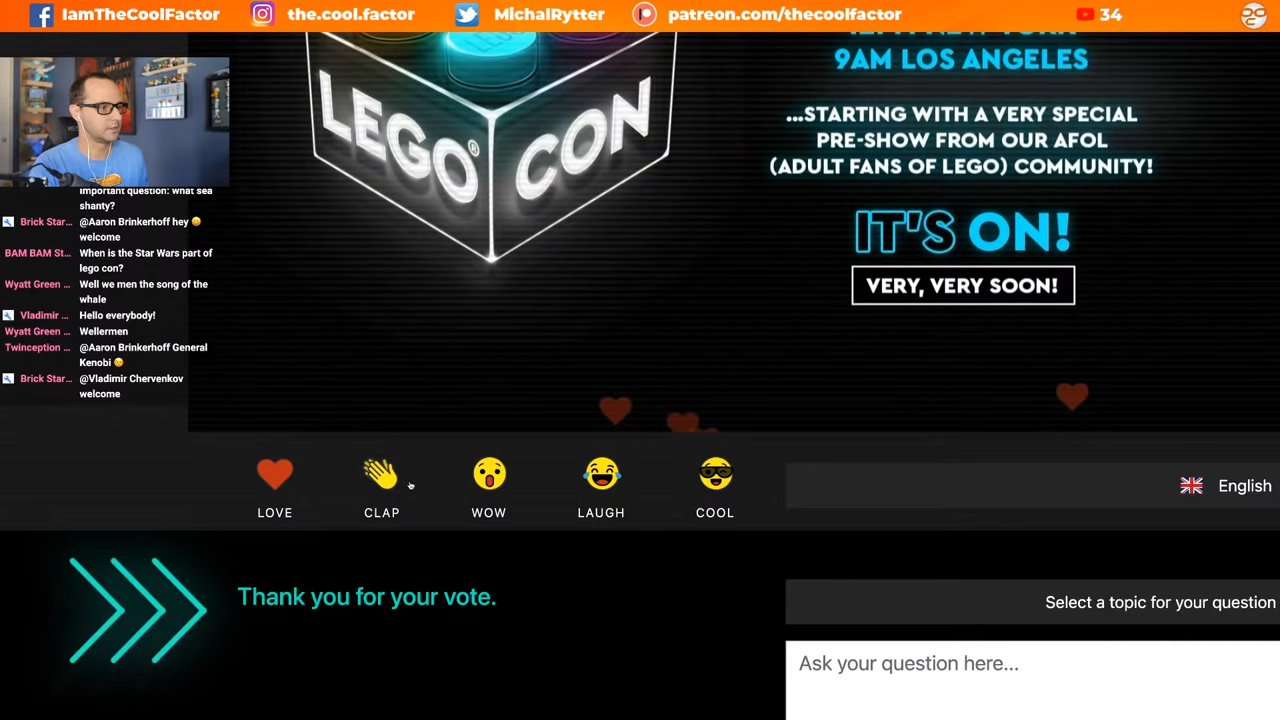 IamTheCoolFactor the.cool.factor MichalRytter patreon.com/thecoolfactor 34
9AM LOS ANGELES
...STARTING WITH A VERY SPECIAL
PRE-SHOW FROM OUR AFOL
(ADULT FANS OF LEGO) COMMUNITY!
IT'S ON!
VERY, VERY SOON!
LEGO® CON
important question: what sea
shanty?
Brick Star... @Aaron Brinkerhoff hey
welcome
BAM BAM St... When is the Star Wars part of
lego con?
Wyatt Green ... Well we men the song of the
whale
Vladimir ... Hello everybody!
Wyatt Green ... Wellermen
Twinception ... @Aaron Brinkerhoff General
Kenobi
Brick Star... @Vladimir Chervenkov
welcome
LOVE CLAP WOW LAUGH COOL
English
Thank you for your vote.
Select a topic for your question
Ask your question here...